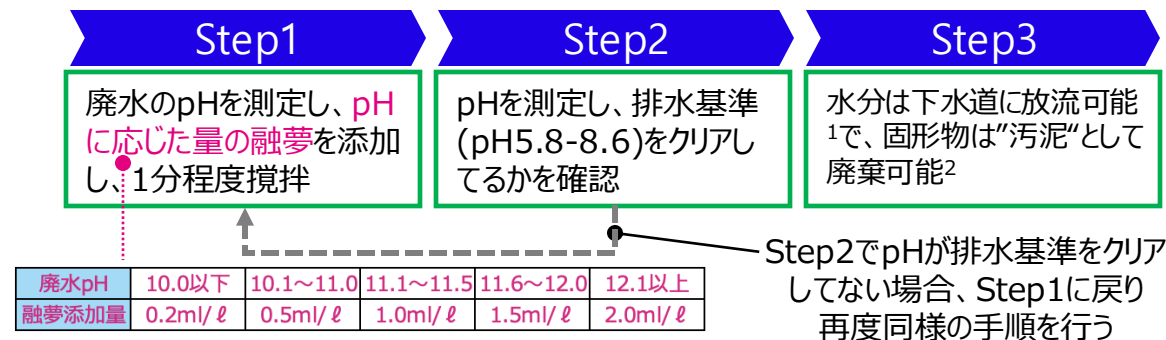 Step1
Step2
Step3
廃水のpHを測定し、pH
に応じた量の融夢を添加
し、1分程度撹拌
pHを測定し、排水基準
(pH5.8-8.6)をクリアし
てるかを確認
水分は下水道に放流可能
1で、固形物は”汚泥“として
廃棄可能2
Step2でpHが排水基準をクリア
してない場合、Step1に戻り
再度同様の手順を行う
廃水pH 10.0以下 10.1～11.0 11.1～11.5 11.6～12.0 12.1以上
融夢添加量 0.2ml/ℓ 0.5ml/ℓ 1.0ml/ℓ 1.5ml/ℓ 2.0ml/ℓ